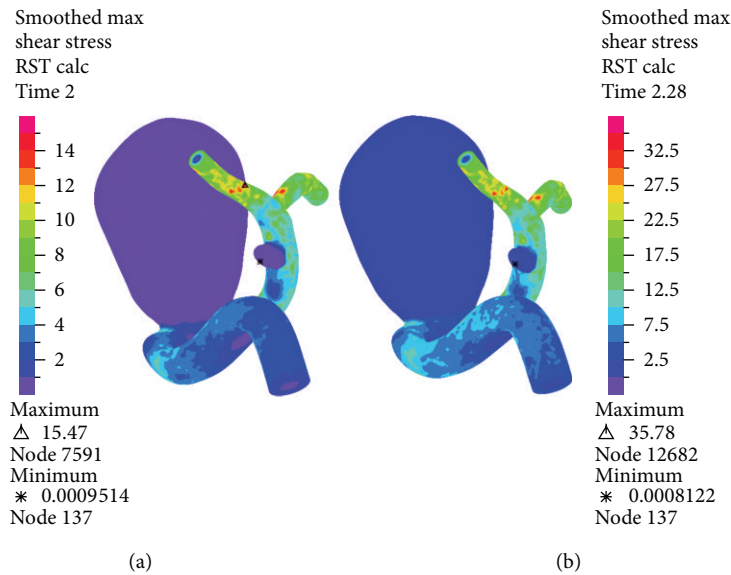 Smoothed max
shear stress
RST calc
Time 2
14
12
10
8
6
4
2
Maximum
15.47
Node 7591
Minimum
* 0.0009514
Node 137
(a)
Smoothed max
shear stress
RST calc
Time 2.28
32.5
27.5
22.5
17.5
12.5
7.5
2.5
Maximum
35.78
Node 12682
Minimum
* 0.0008122
Node 137
(b)